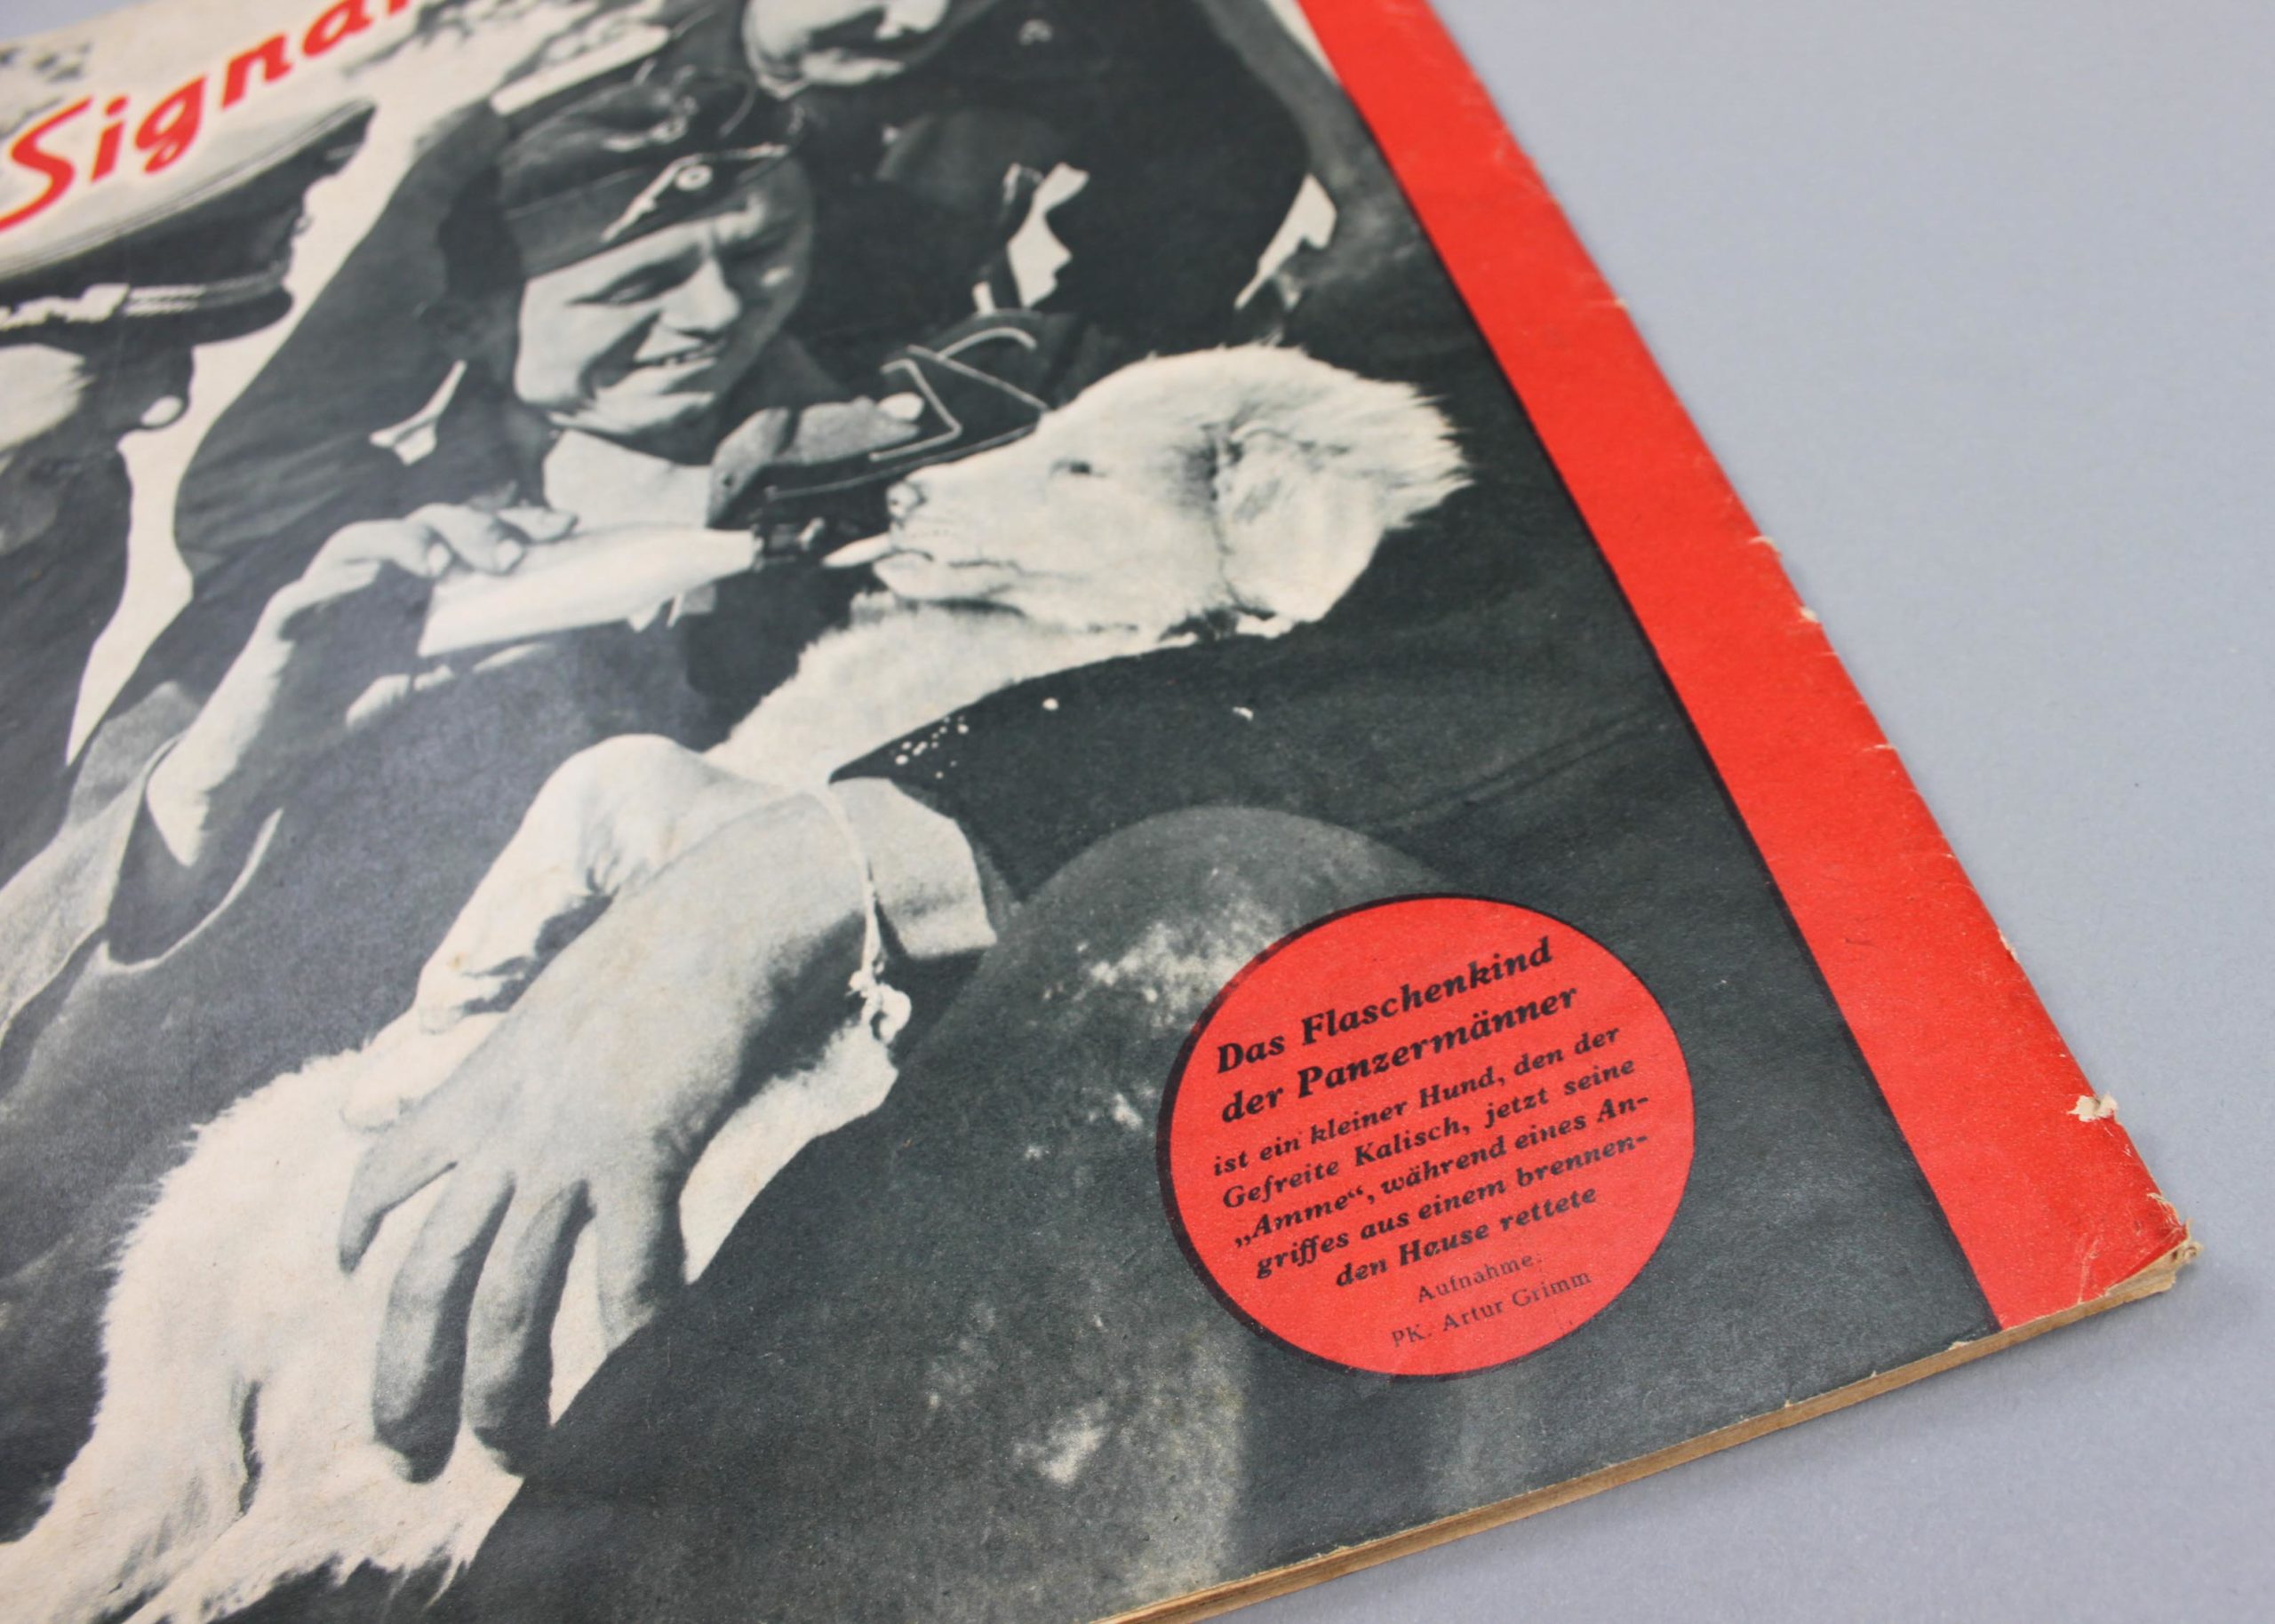 Signal
Das Flaschenkind
der Panzermänner
ist ein kleiner Hund, den der
Gefreite Kalisch, jetzt seine
„Amme“, während eines An-
griffes aus einem brennen-
den Hause rettete
Aufnahme:
PK. Artur Grimm